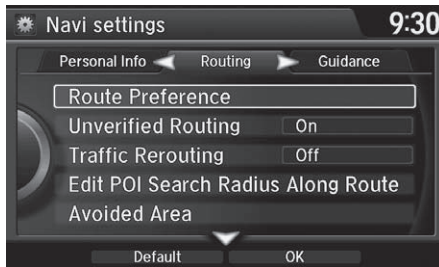 Navi settings 9:30
Personal Info Routing Guidance
Route Preference
Unverified Routing On
Traffic Rerouting Off
Edit POI Search Radius Along Route
Avoided Area
Default OK